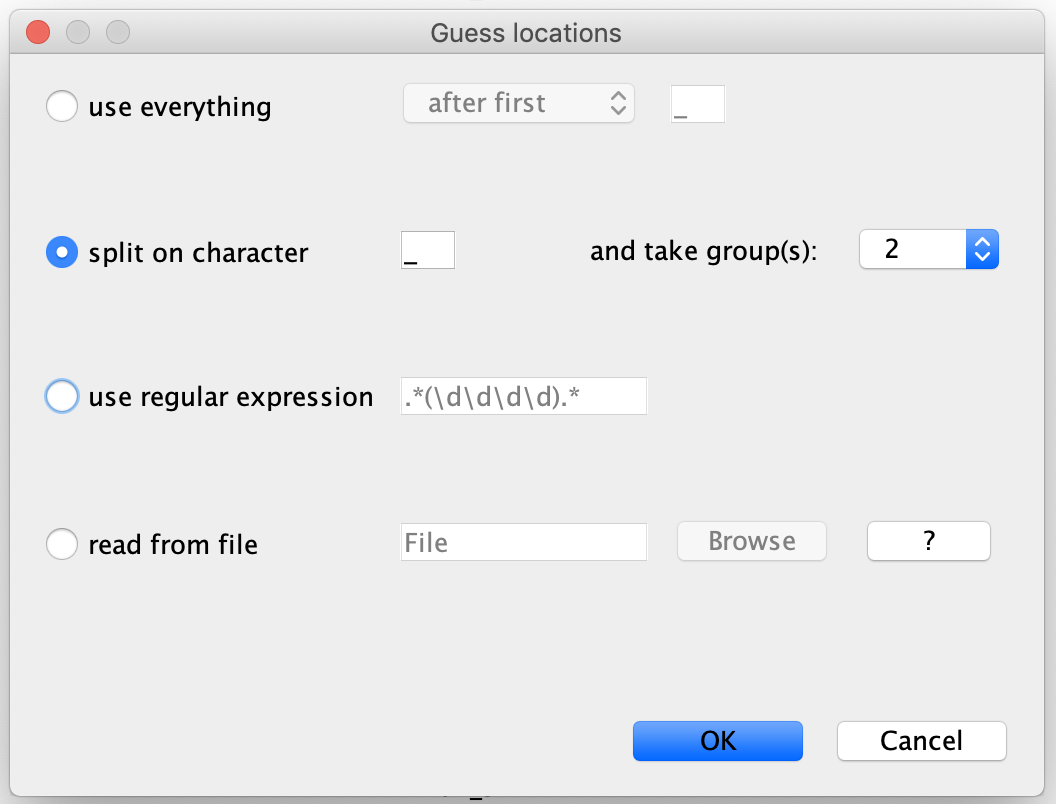 Guess locations
use everything after first _
split on character _ and take group(s): 2
use regular expression .*(\d\d\d\d).*
read from file File Browse ?
OK Cancel